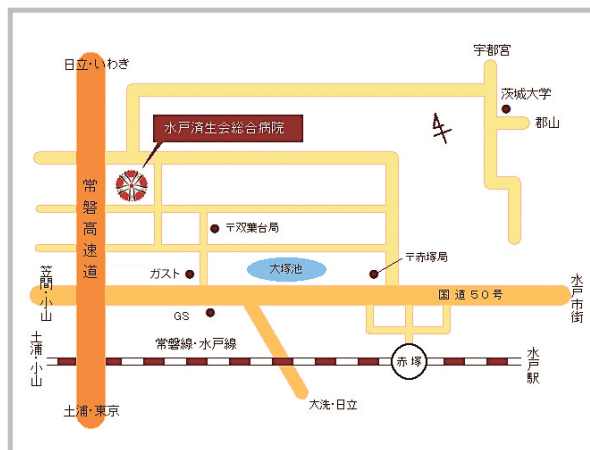 宇都宮
日立・いわき
茨城大学
郡山
水戸済生会総合病院
常磐高速道
〒双葉台局
ガスト
大塚池
〒赤塚局
笠間・小山
国道50号
水戸市街
GS
土浦・小山
常磐線・水戸線
赤塚
水戸駅
大洗・日立
土浦・東京